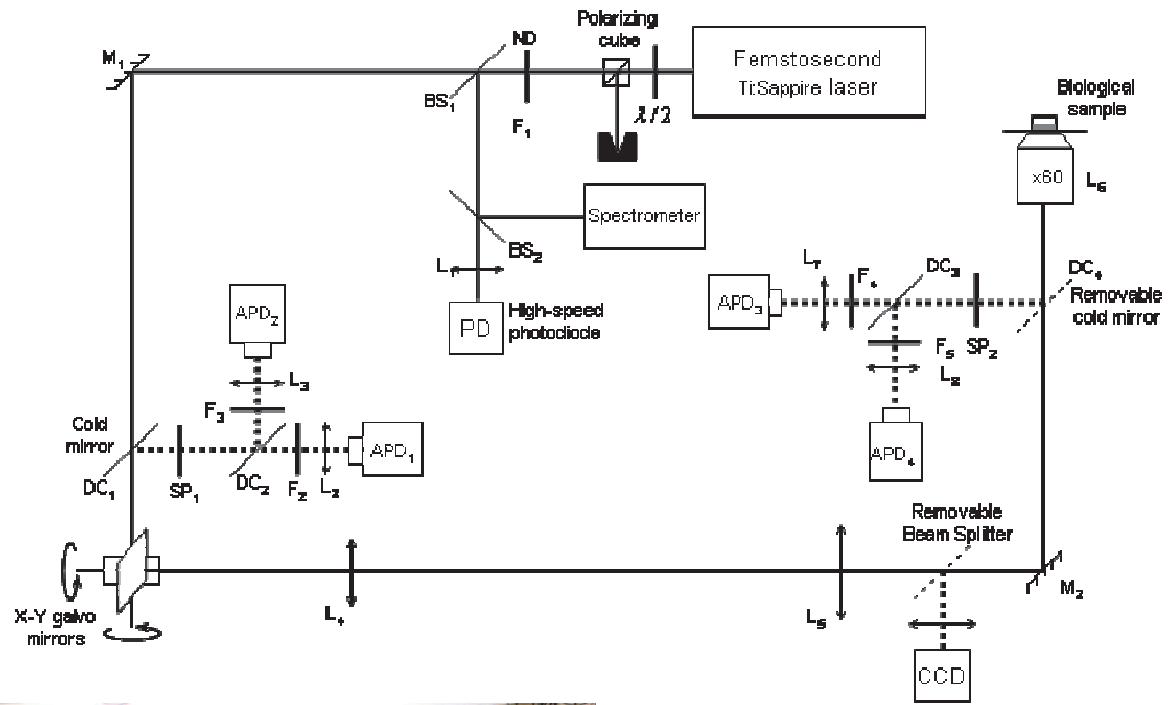 Polarizing
cube
ND
M₁
Femstosecond
Ti:Sappire laser
BS₁
λ/2
F₁
Biological
sample
x60
L₆
Spectrometer
BS₂
L₁
PD
High-speed
photodiode
APD₂
L₃
F₃
Cold
mirror
DC₁
SP₁
DC₂
F₂
L₂
APD₁
APD₃
L₇
F₄
DC₃
SP₂
DC₄
Removable
cold mirror
F₅
L₈
APD₄
Removable
Beam Splitter
X-Y galvo
mirrors
L₄
L₅
M₂
CCD